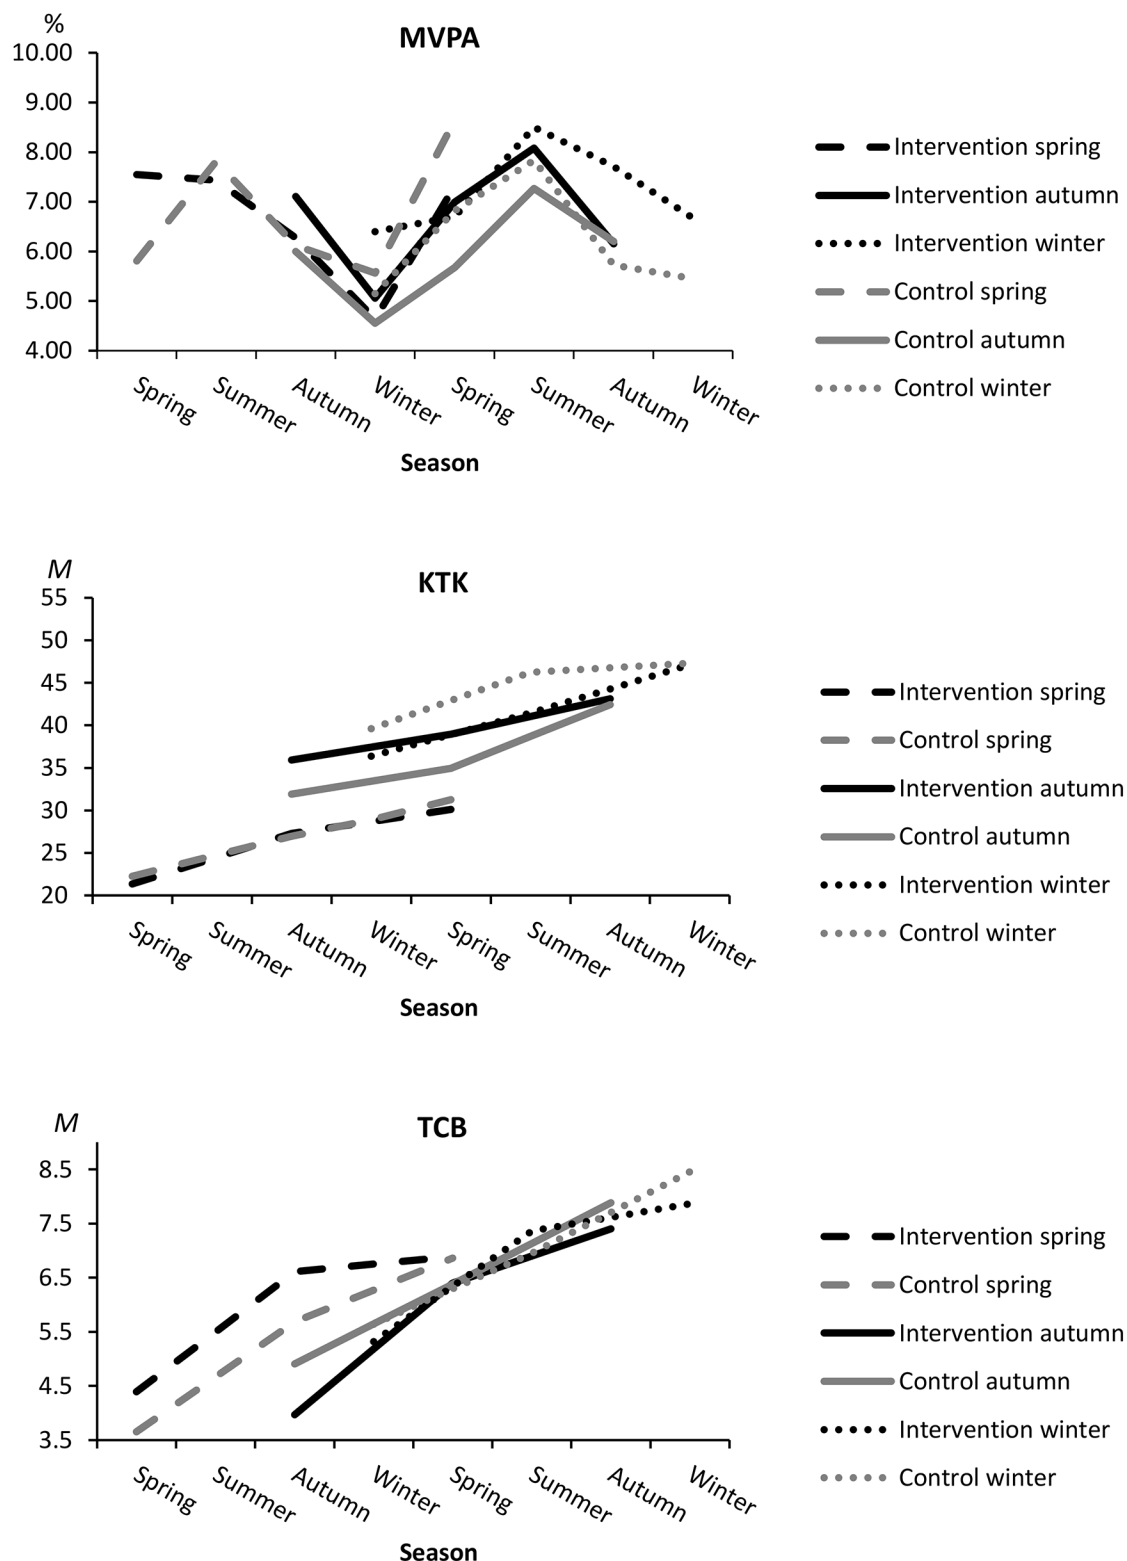 %
MVPA
10.00
9.00
8.00
7.00
6.00
5.00
4.00
Spring
Summer
Autumn
Winter
Spring
Summer
Autumn
Winter
Season
Intervention spring
Intervention autumn
Intervention winter
Control spring
Control autumn
Control winter
M
KTK
55
50
45
40
35
30
25
20
Spring
Summer
Autumn
Winter
Spring
Summer
Autumn
Winter
Season
Intervention spring
Control spring
Intervention autumn
Control autumn
Intervention winter
Control winter
M
TCB
8.5
7.5
6.5
5.5
4.5
3.5
Spring
Summer
Autumn
Winter
Spring
Summer
Autumn
Winter
Season
Intervention spring
Control spring
Intervention autumn
Control autumn
Intervention winter
Control winter